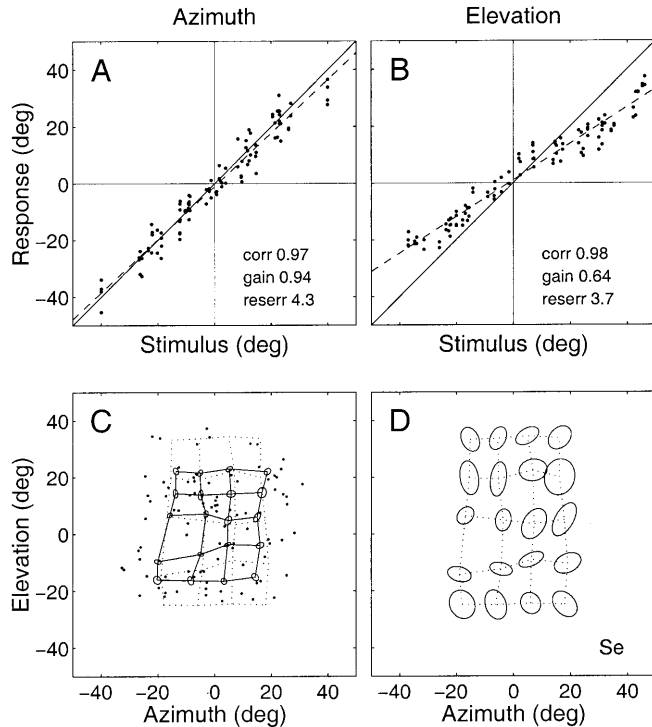 Azimuth Elevation
A B
Response (deg)
40
20
0
−20
−40
corr 0.97
gain 0.94
reserr 4.3
corr 0.98
gain 0.64
reserr 3.7
Stimulus (deg) Stimulus (deg)
C D
Elevation (deg)
40
20
0
−20
−40
Se
−40 −20 0 20 40 −40 −20 0 20 40
Azimuth (deg) Azimuth (deg)